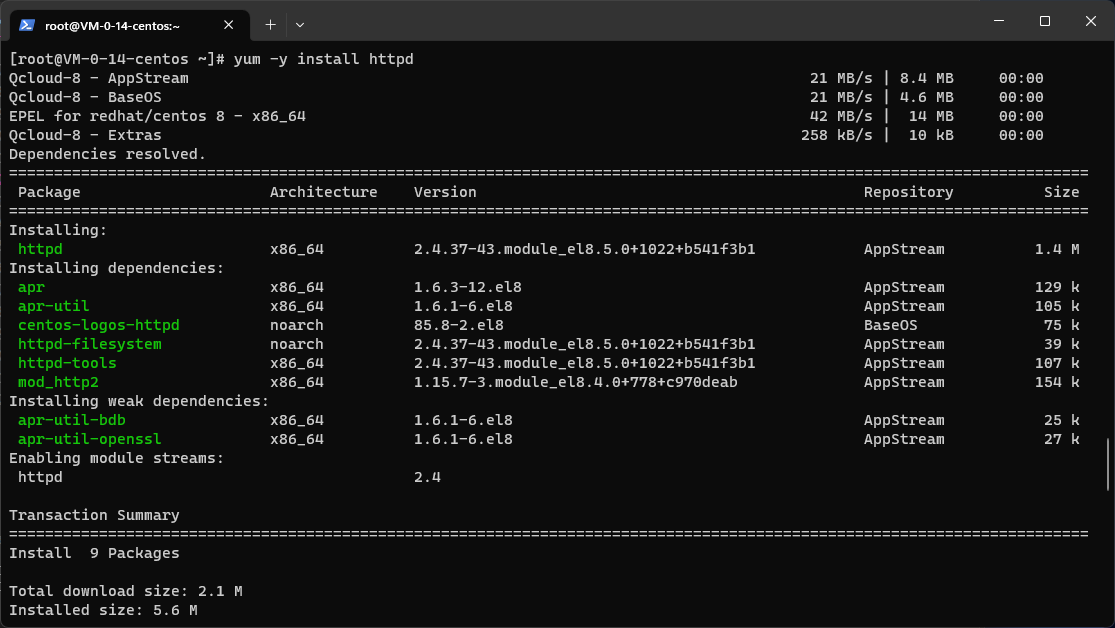 root@VM-0-14-centos:~
[root@VM-0-14-centos ~]# yum -y install httpd
Qcloud-8 - AppStream 21 MB/s | 8.4 MB 00:00
Qcloud-8 - BaseOS 21 MB/s | 4.6 MB 00:00
EPEL for redhat/centos 8 - x86_64 42 MB/s | 14 MB 00:00
Qcloud-8 - Extras 258 kB/s | 10 kB 00:00
Dependencies resolved.
========================================================================================================================
Package Architecture Version Repository Size
========================================================================================================================
Installing:
httpd x86_64 2.4.37-43.module_el8.5.0+1022+b541f3b1 AppStream 1.4 M
Installing dependencies:
apr x86_64 1.6.3-12.el8 AppStream 129 k
apr-util x86_64 1.6.1-6.el8 AppStream 105 k
centos-logos-httpd noarch 85.8-2.el8 BaseOS 75 k
httpd-filesystem noarch 2.4.37-43.module_el8.5.0+1022+b541f3b1 AppStream 39 k
httpd-tools x86_64 2.4.37-43.module_el8.5.0+1022+b541f3b1 AppStream 107 k
mod_http2 x86_64 1.15.7-3.module_el8.4.0+778+c970deab AppStream 154 k
Installing weak dependencies:
apr-util-bdb x86_64 1.6.1-6.el8 AppStream 25 k
apr-util-openssl x86_64 1.6.1-6.el8 AppStream 27 k
Enabling module streams:
httpd 2.4
Transaction Summary
========================================================================================================================
Install 9 Packages
Total download size: 2.1 M
Installed size: 5.6 M